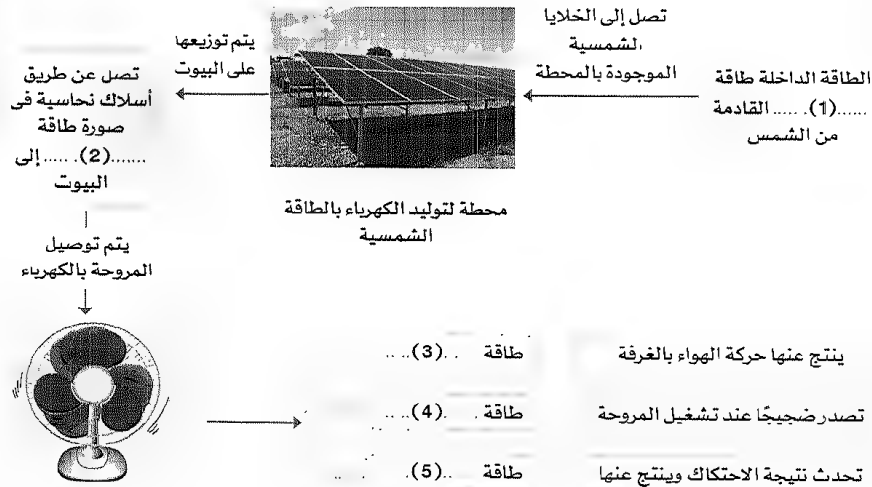 الطاقة الداخلة طاقة
......(1)...... القادمة
من الشمس
تصل إلى الخلايا
الشمسية
الموجودة بالمحطة
محطة لتوليد الكهرباء بالطاقة
الشمسية
يتم توزيعها
على البيوت
تصل عن طريق
أسلاك نحاسية فى
صورة طاقة
.......(2)...... إلى
البيوت
يتم توصيل
المروحة بالكهرباء
ينتج عنها حركة الهواء بالغرفة طاقة ...(3)....
تصدر ضجيجًا عند تشغيل المروحة طاقة ...(4)....
تحدث نتيجة الاحتكاك وينتج عنها طاقة ...(5)....